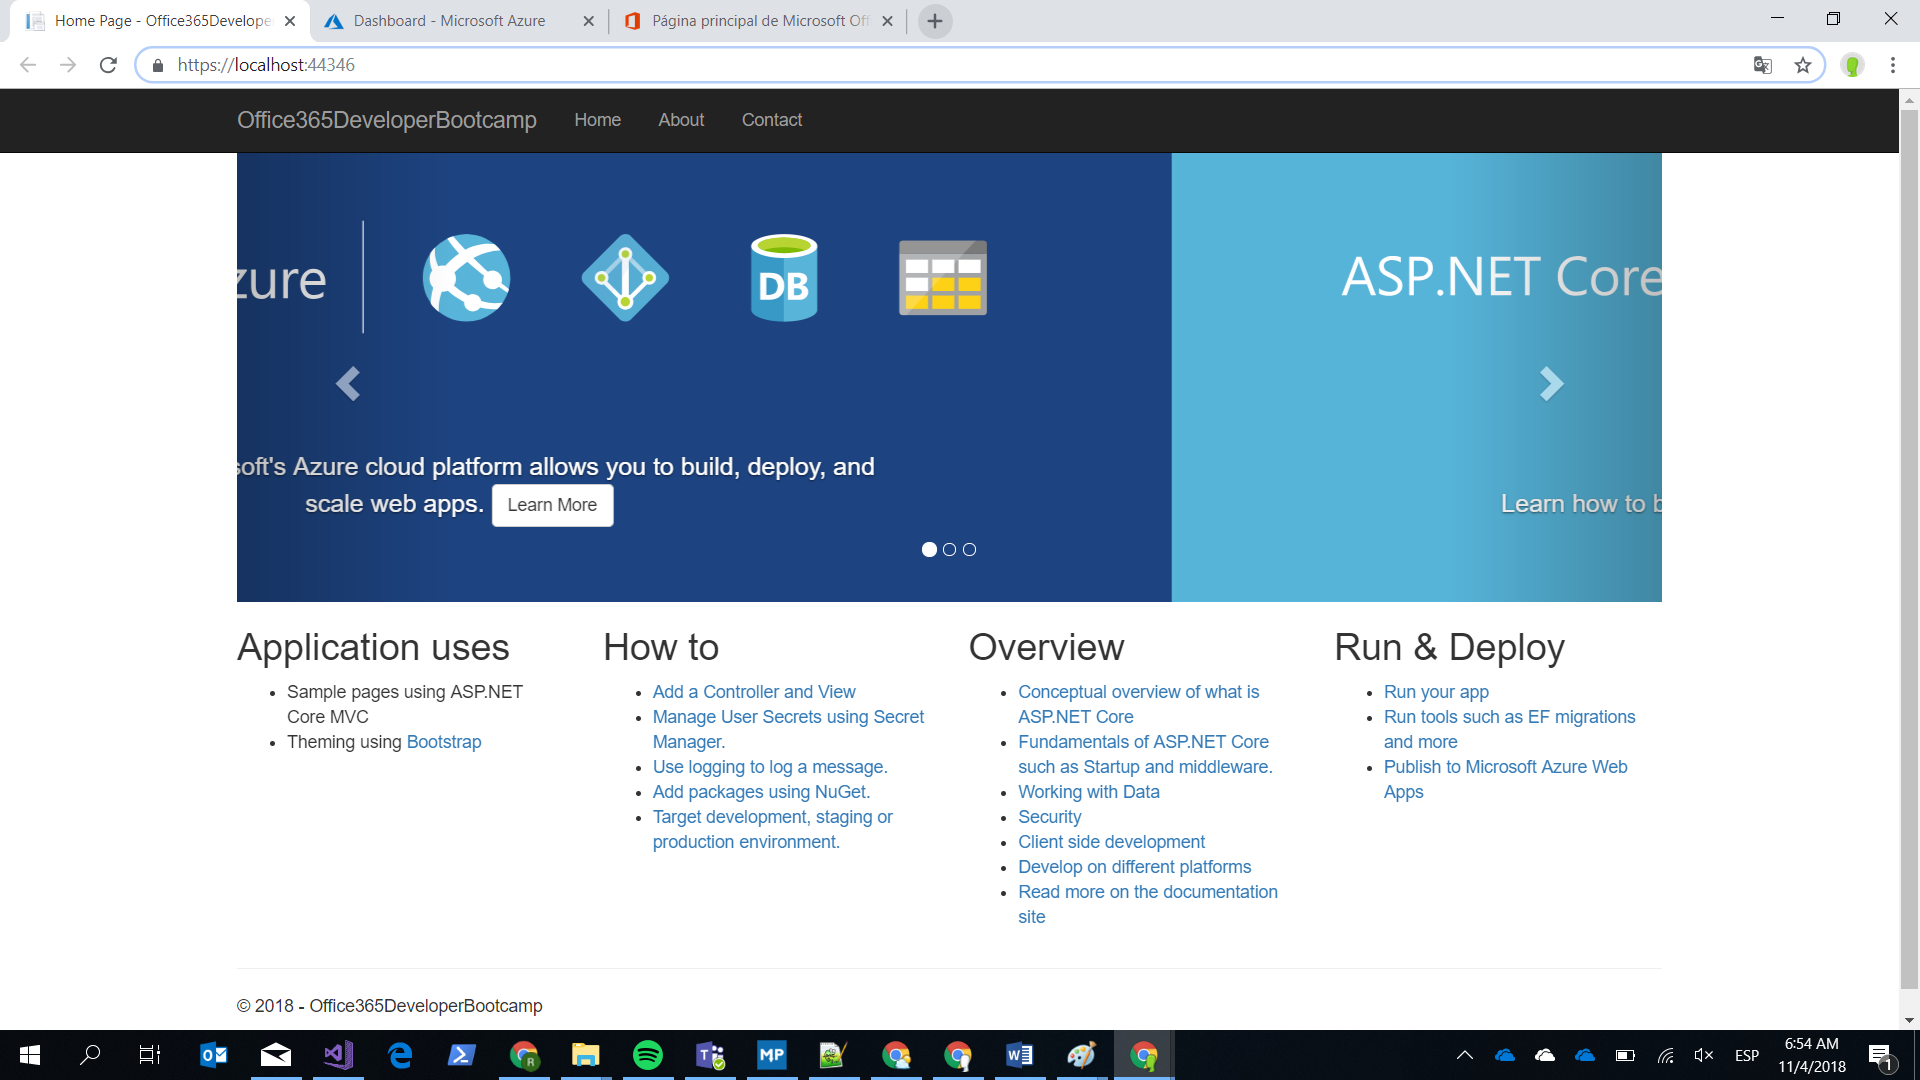 Home Page - Office365Develope
Dashboard - Microsoft Azure
Página principal de Microsoft Off
https://localhost:44346
Office365DeveloperBootcamp
Home
About
Contact
zure
DB
ASP.NET Core
soft's Azure cloud platform allows you to build, deploy, and
scale web apps.
Learn More
Learn how to b
Application uses
Sample pages using ASP.NET
Core MVC
Theming using Bootstrap
How to
Add a Controller and View
Manage User Secrets using Secret
Manager.
Use logging to log a message.
Add packages using NuGet.
Target development, staging or
production environment.
Overview
Conceptual overview of what is
ASP.NET Core
Fundamentals of ASP.NET Core
such as Startup and middleware.
Working with Data
Security
Client side development
Develop on different platforms
Read more on the documentation
site
Run & Deploy
Run your app
Run tools such as EF migrations
and more
Publish to Microsoft Azure Web
Apps
© 2018 - Office365DeveloperBootcamp
R
MP
ESP
6:54 AM
11/4/2018
1